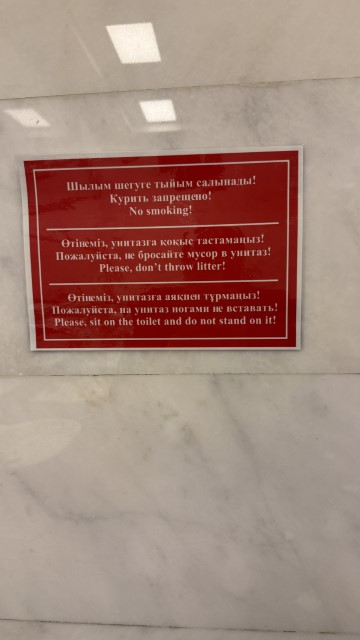 Шылым шегуге тыйым салынады!
Курить запрещено!
No smoking!
Өтінеміз, унитазга қоқыс тастамаңыз!
Пожалуйста, не бросайте мусор в унитаз!
Please, don't throw litter!
Өтінеміз, унитазга аяқпен тұрмаңыз!
Пожалуйста, на унитаз ногами не вставать!
Please, sit on the toilet and do not stand on it!